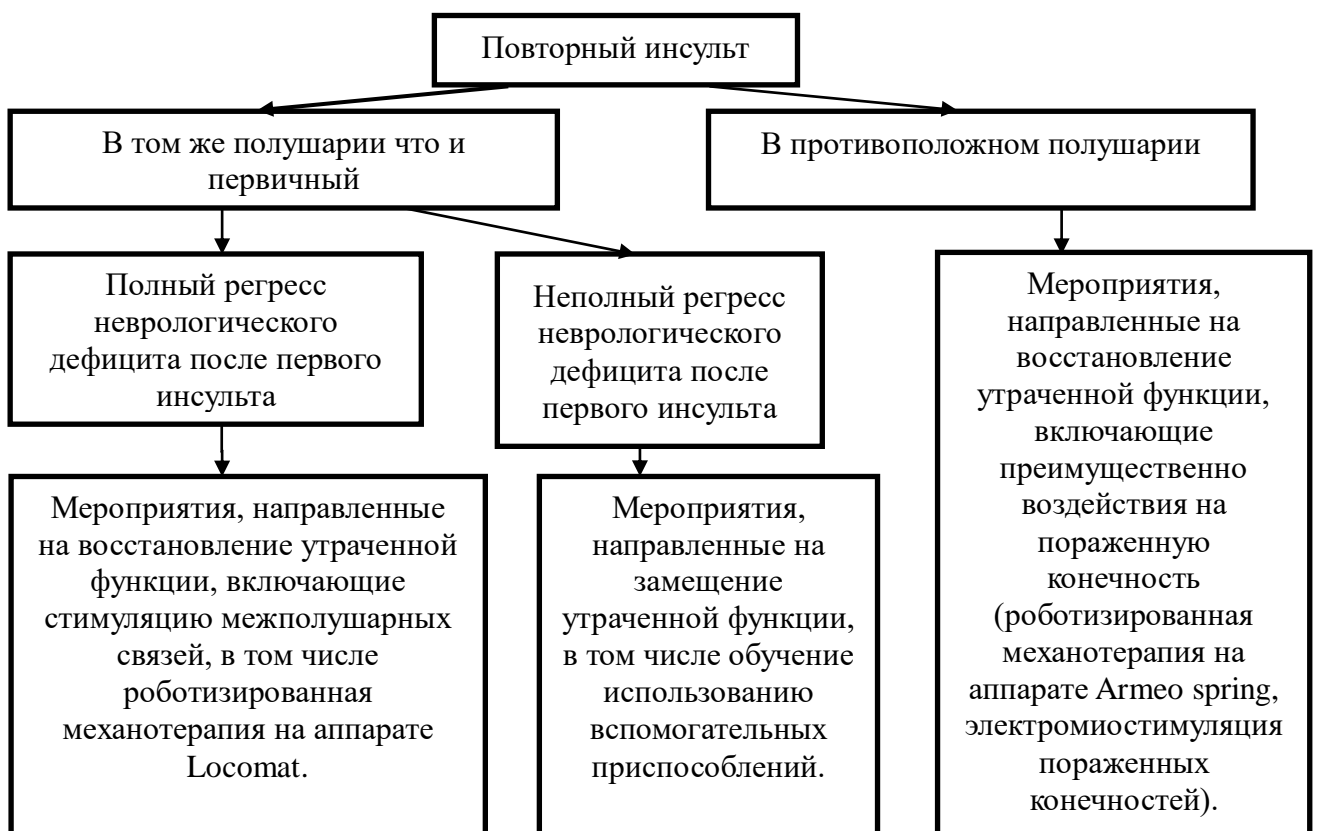 Повторный инсульт
В том же полушарии что и
первичный
В противоположном полушарии
Полный регресс
неврологического
дефицита после первого
инсульта
Неполный регресс
неврологического
дефицита после
первого инсульта
Мероприятия,
направленные на
восстановление
утраченной функции,
включающие
преимущественно
воздействия на
пораженную
конечность
(роботизированная
механотерапия на
аппарате Armeo spring,
электромиостимуляция
пораженных
конечностей).
Мероприятия, направленные
на восстановление утраченной
функции, включающие
стимуляцию межполушарных
связей, в том числе
роботизированная
механотерапия на аппарате
Locomat.
Мероприятия,
направленные на
замещение
утраченной функции,
в том числе обучение
использованию
вспомогательных
приспособлений.